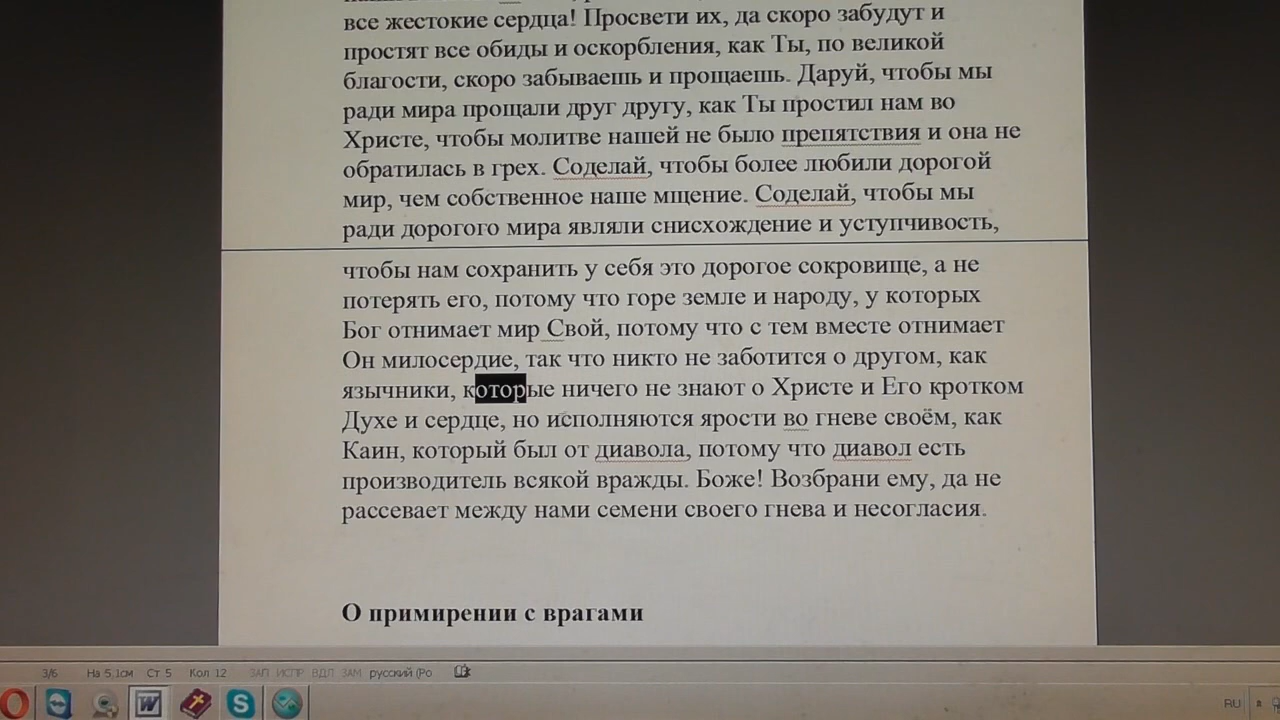 все жестокие сердца! Просвети их, да скоро забудут и
простят все обиды и оскорбления, как Ты, по великой
благости, скоро забываешь и прощаешь. Даруй, чтобы мы
ради мира прощали друг другу, как Ты простил нам во
Христе, чтобы молитве нашей не было препятствия и она не
обратилась в грех. Соделай, чтобы более любили дорогой
мир, чем собственное наше мщение. Соделай, чтобы мы
ради дорогого мира являли снисхождение и уступчивость,
чтобы нам сохранить у себя это дорогое сокровище, а не
потерять его, потому что горе земле и народу, у которых
Бог отнимает мир Свой, потому что с тем вместе отнимает
Он милосердие, так что никто не заботится о другом, как
язычники, которые ничего не знают о Христе и Его кротком
Духе и сердце, но исполняются ярости во гневе своём, как
Каин, который был от диавола, потому что диавол есть
производитель всякой вражды. Боже! Возбрани ему, да не
рассевает между нами семени своего гнева и несогласия.
О примирении с врагами
3/6 На 5,1см Ст 5 Кол 12 ЗАП ИСПР ВДЛ ЗАМ русский (Ро
W S RU